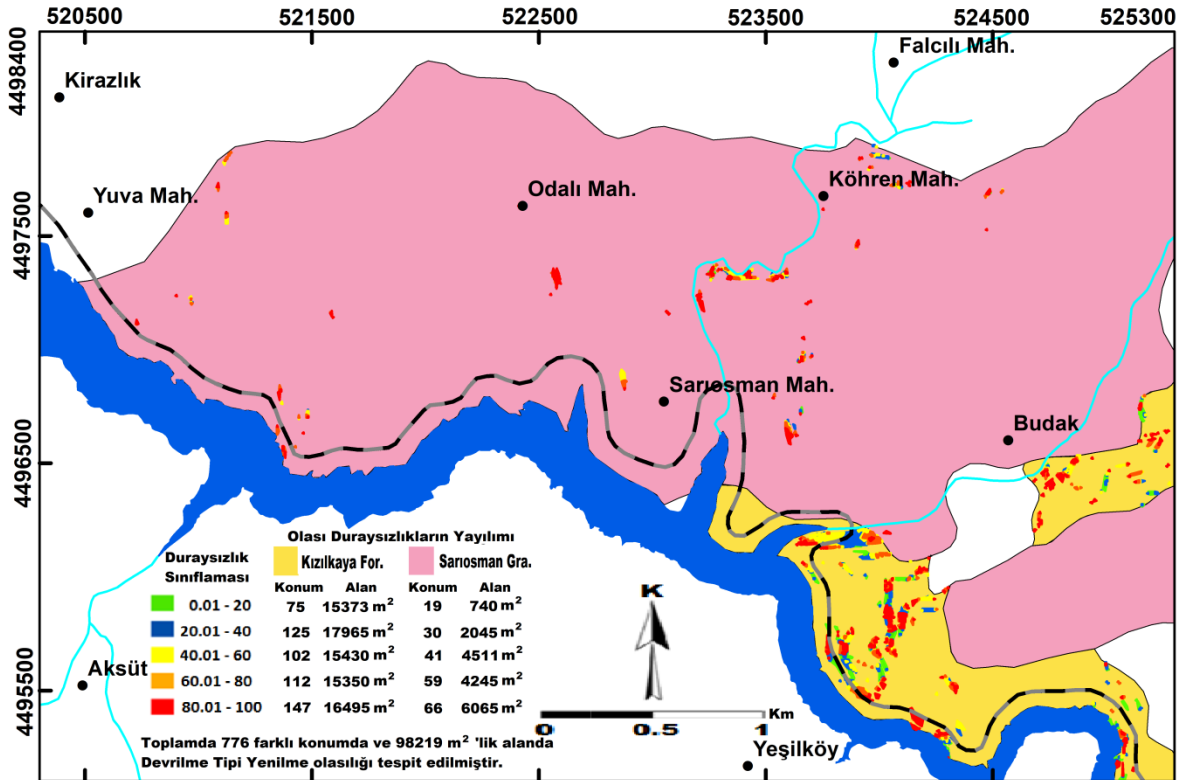 520500 521500 522500 523500 524500 525300
4498400
4497500
4496500
4495500
Falcılı Mah.
Kirazlık
Yuva Mah.
Odalı Mah.
Köhren Mah.
Sarıosman Mah.
Budak
Aksüt
Yeşilköy
Olası Duraysızlıkların Yayılımı
Duraysızlık Sınıflaması
Kızılkaya For. Sarıosman Gra.
Konum Alan Konum Alan
0.01 - 20 75 15373 m² 19 740 m²
20.01 - 40 125 17965 m² 30 2045 m²
40.01 - 60 102 15430 m² 41 4511 m²
60.01 - 80 112 15350 m² 59 4245 m²
80.01 - 100 147 16495 m² 66 6065 m²
Toplamda 776 farklı konumda ve 98219 m² 'lik alanda
Devrilme Tipi Yenilme olasılığı tespit edilmiştir.
K
0 0.5 1 Km